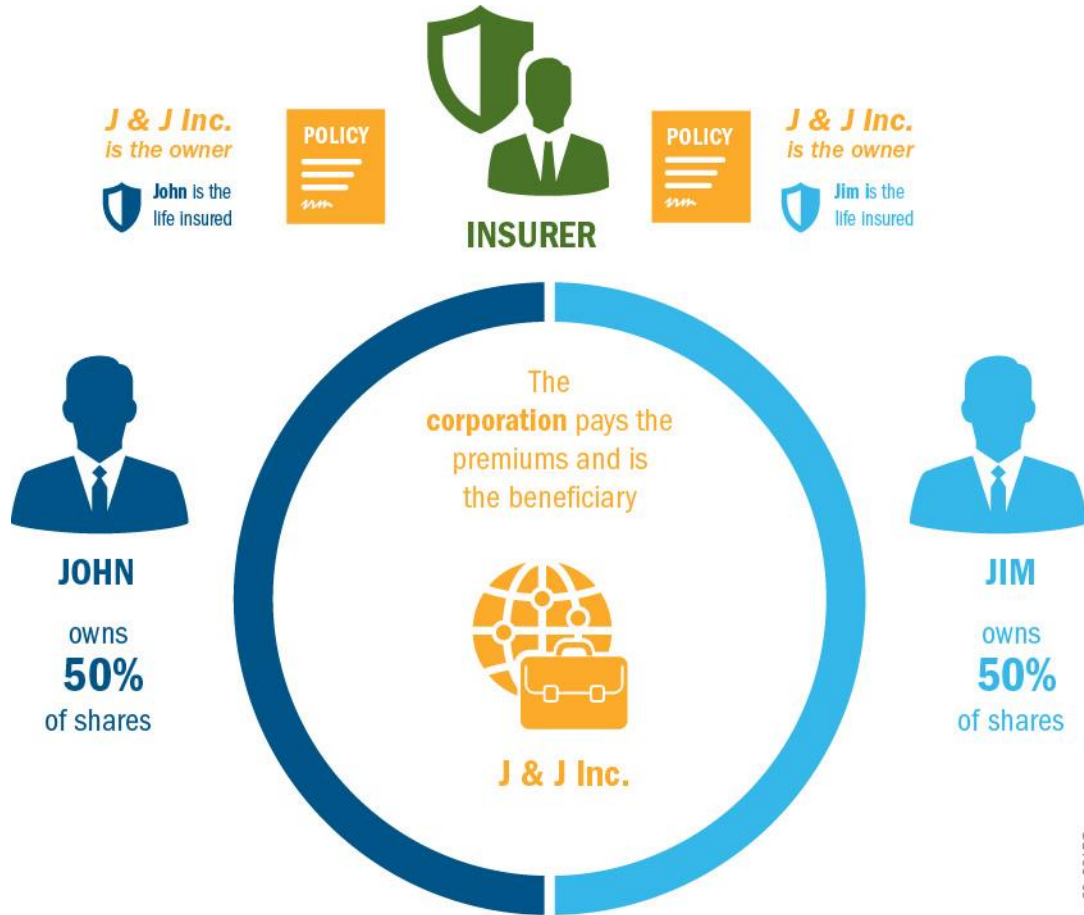 J & J Inc.
is the owner
John is the
life insured
POLICY
POLICY
J & J Inc.
is the owner
Jim is the
life insured
INSURER
The
corporation pays the
premiums and is
the beneficiary
JOHN
owns
50%
of shares
JIM
owns
50%
of shares
J & J Inc.